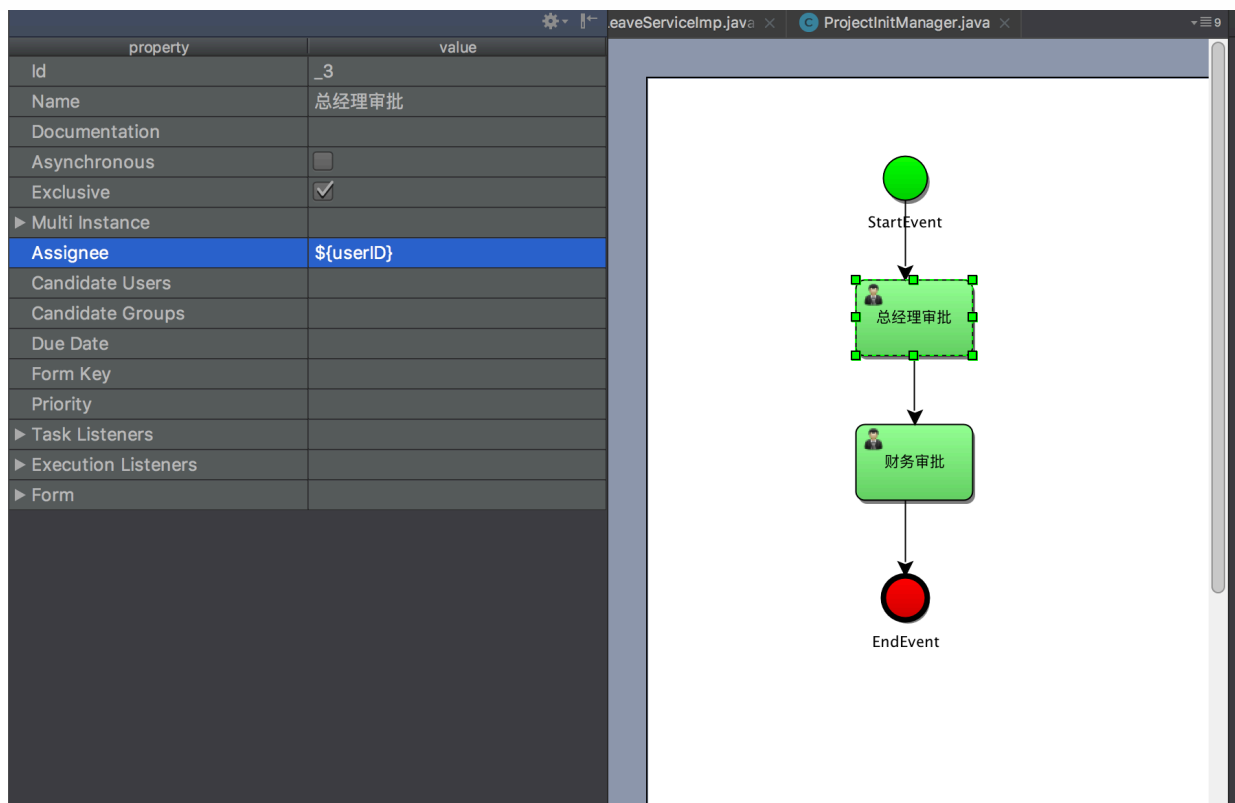 .eaveServiceImp.java
ProjectInitManager.java
9
property value
Id _3
Name 总经理审批
Documentation
Asynchronous
Exclusive
Multi Instance
Assignee ${userID}
Candidate Users
Candidate Groups
Due Date
Form Key
Priority
Task Listeners
Execution Listeners
Form
StartEvent
总经理审批
财务审批
EndEvent